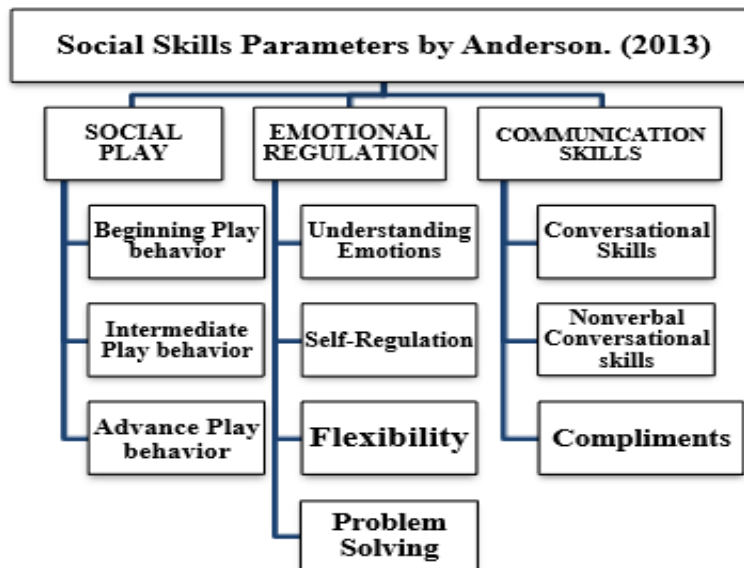 Social Skills Parameters by Anderson. (2013)
SOCIAL
PLAY
EMOTIONAL
REGULATION
COMMUNICATION
SKILLS
Beginning Play
behavior
Intermediate
Play behavior
Advance Play
behavior
Understanding
Emotions
Self-Regulation
Flexibility
Problem
Solving
Conversational
Skills
Nonverbal
Conversational
skills
Compliments